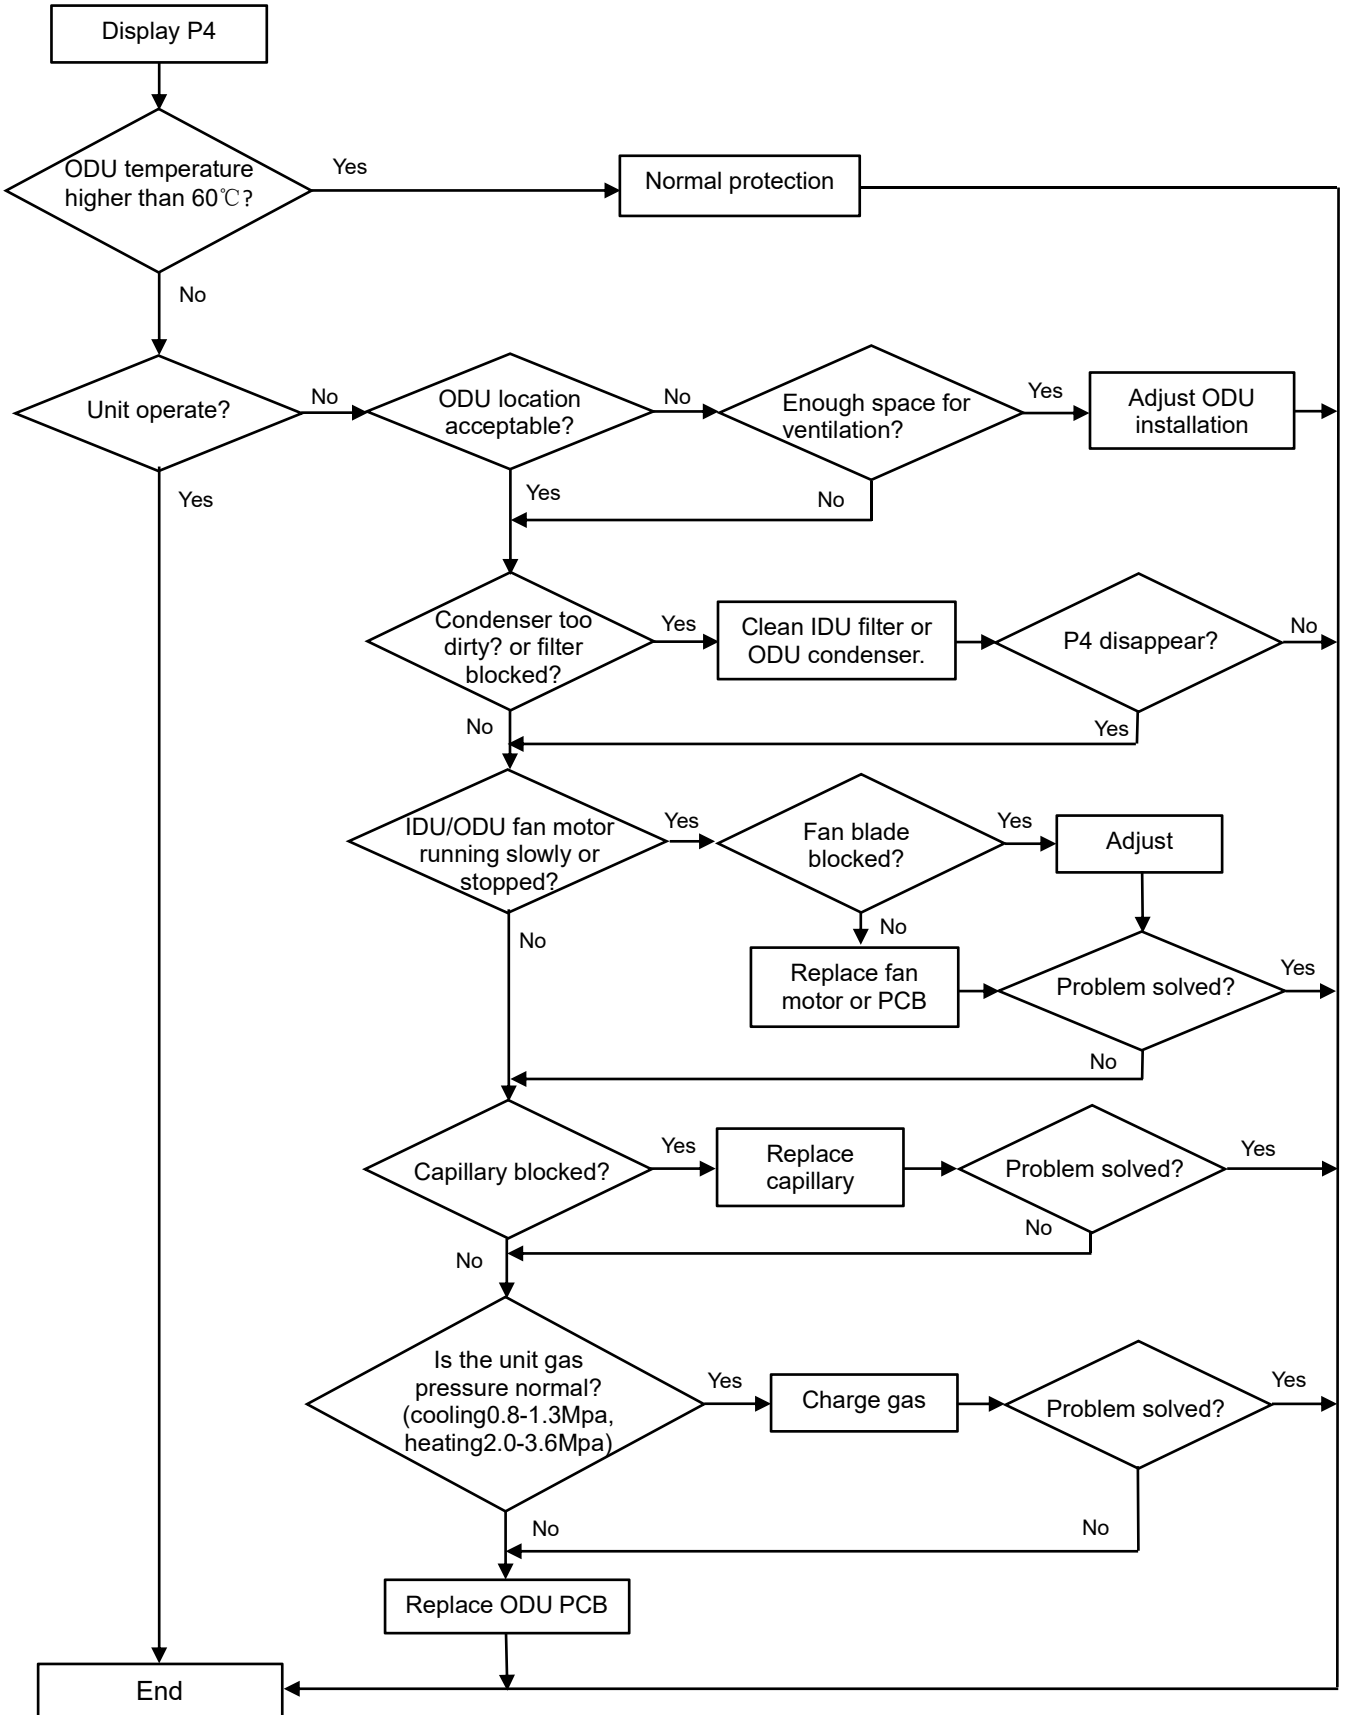 Display P4
ODU temperature
higher than 60℃?
Yes
Normal protection
No
Unit operate?
No
ODU location
acceptable?
No
Enough space for
ventilation?
Yes
Adjust ODU
installation
Yes
Yes
No
Condenser too
dirty? or filter
blocked?
Yes
Clean IDU filter or
ODU condenser.
P4 disappear?
No
No
Yes
IDU/ODU fan motor
running slowly or
stopped?
Yes
Fan blade
blocked?
Yes
Adjust
No
No
Replace fan
motor or PCB
Problem solved?
Yes
No
Capillary blocked?
Yes
Replace
capillary
Problem solved?
Yes
No
No
Is the unit gas
pressure normal?
(cooling0.8-1.3Mpa,
heating2.0-3.6Mpa)
Yes
Charge gas
Problem solved?
Yes
No
No
Replace ODU PCB
End